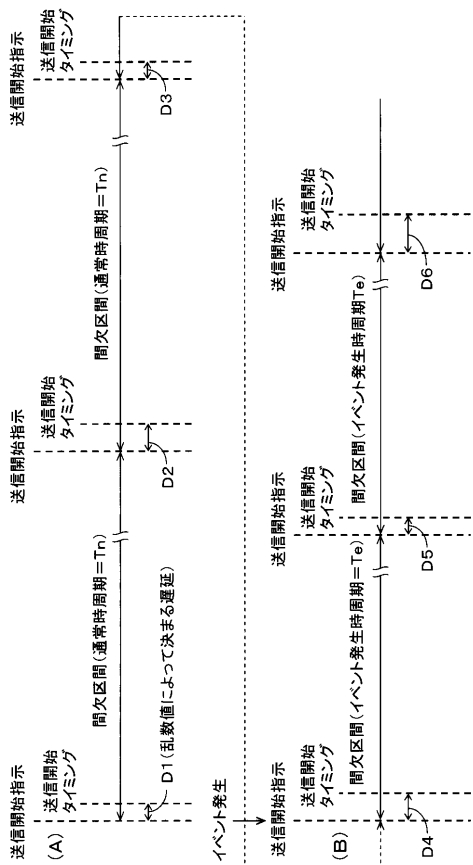 送信開始指示
送信開始
タイミング
(A)
D1(乱数値によって決まる遅延)
間欠区間(通常時周期=Tn)
送信開始指示
送信開始
タイミング
D2
間欠区間(通常時周期=Tn)
送信開始指示
送信開始
タイミング
D3
イベント発生
送信開始指示
送信開始
タイミング
(B)
D4
間欠区間(イベント発生時周期=Te)
送信開始指示
送信開始
タイミング
D5
間欠区間(イベント発生時周期Te)
送信開始指示
送信開始
タイミング
D6